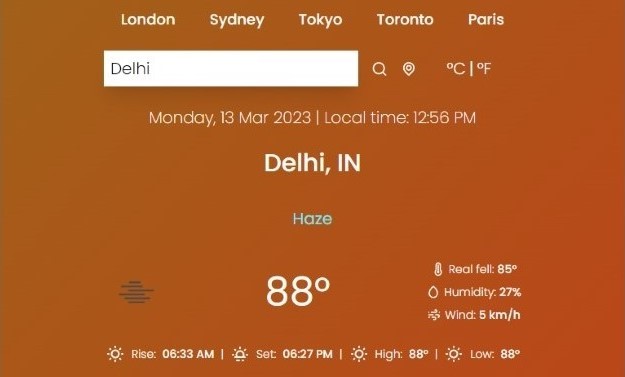 London Sydney Tokyo Toronto Paris
Delhi °C | °F
Monday, 13 Mar 2023 | Local time: 12:56 PM
Delhi, IN
Haze
88°
Real fell: 85°
Humidity: 27%
Wind: 5 km/h
Rise: 06:33 AM | Set: 06:27 PM | High: 88° | Low: 88°